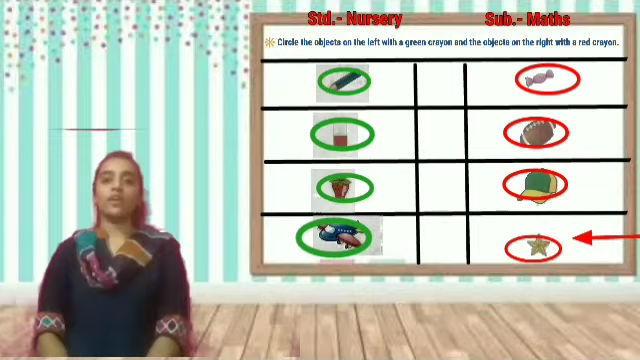 Std.- Nursery Sub.- Maths
Circle the objects on the left with a green crayon and the objects on the right with a red crayon.